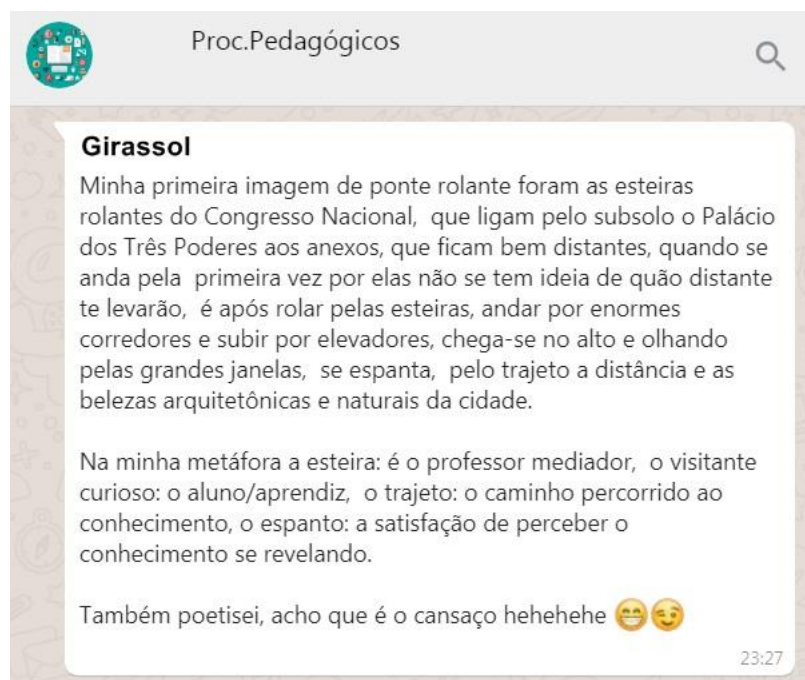 Proc.Pedagógicos
Girassol
Minha primeira imagem de ponte rolante foram as esteiras
rolantes do Congresso Nacional,  que ligam pelo subsolo o Palácio
dos Três Poderes aos anexos, que ficam bem distantes, quando se
anda pela  primeira vez por elas não se tem ideia de quão distante
te levarão,  é após rolar pelas esteiras, andar por enormes
corredores e subir por elevadores, chega-se no alto e olhando
pelas grandes janelas,  se espanta,  pelo trajeto a distância e as
belezas arquitetônicas e naturais da cidade.
Na minha metáfora a esteira: é o professor mediador,  o visitante
curioso: o aluno/aprendiz,  o trajeto: o caminho percorrido ao
conhecimento, o espanto: a satisfação de perceber o
conhecimento se revelando.
Também poetisei, acho que é o cansaço hehehehe 😁😉
23:27